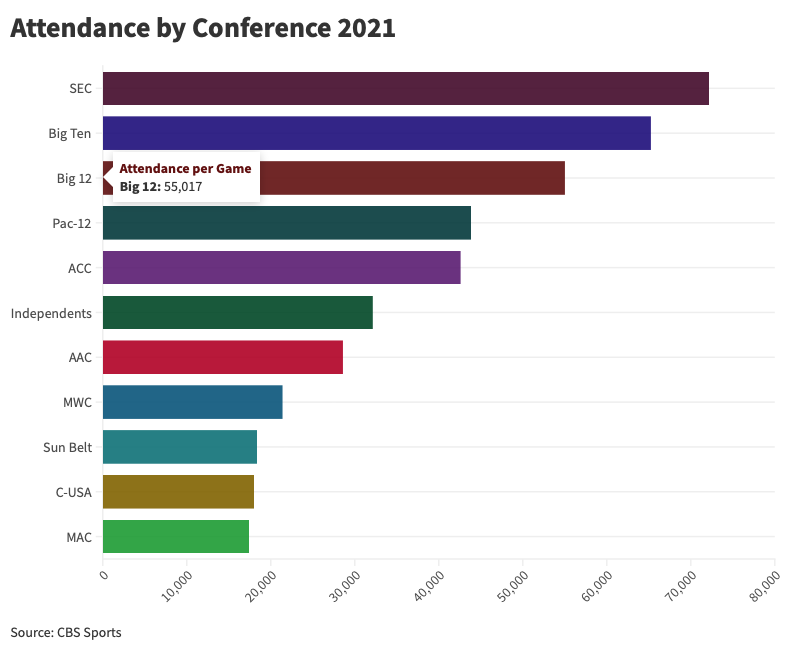 Attendance by Conference 2021
SEC
Big Ten
Big 12
Attendance per Game
Big 12: 55,017
Pac-12
ACC
Independents
AAC
MWC
Sun Belt
C-USA
MAC
0
10,000
20,000
30,000
40,000
50,000
60,000
70,000
80,000
Source: CBS Sports